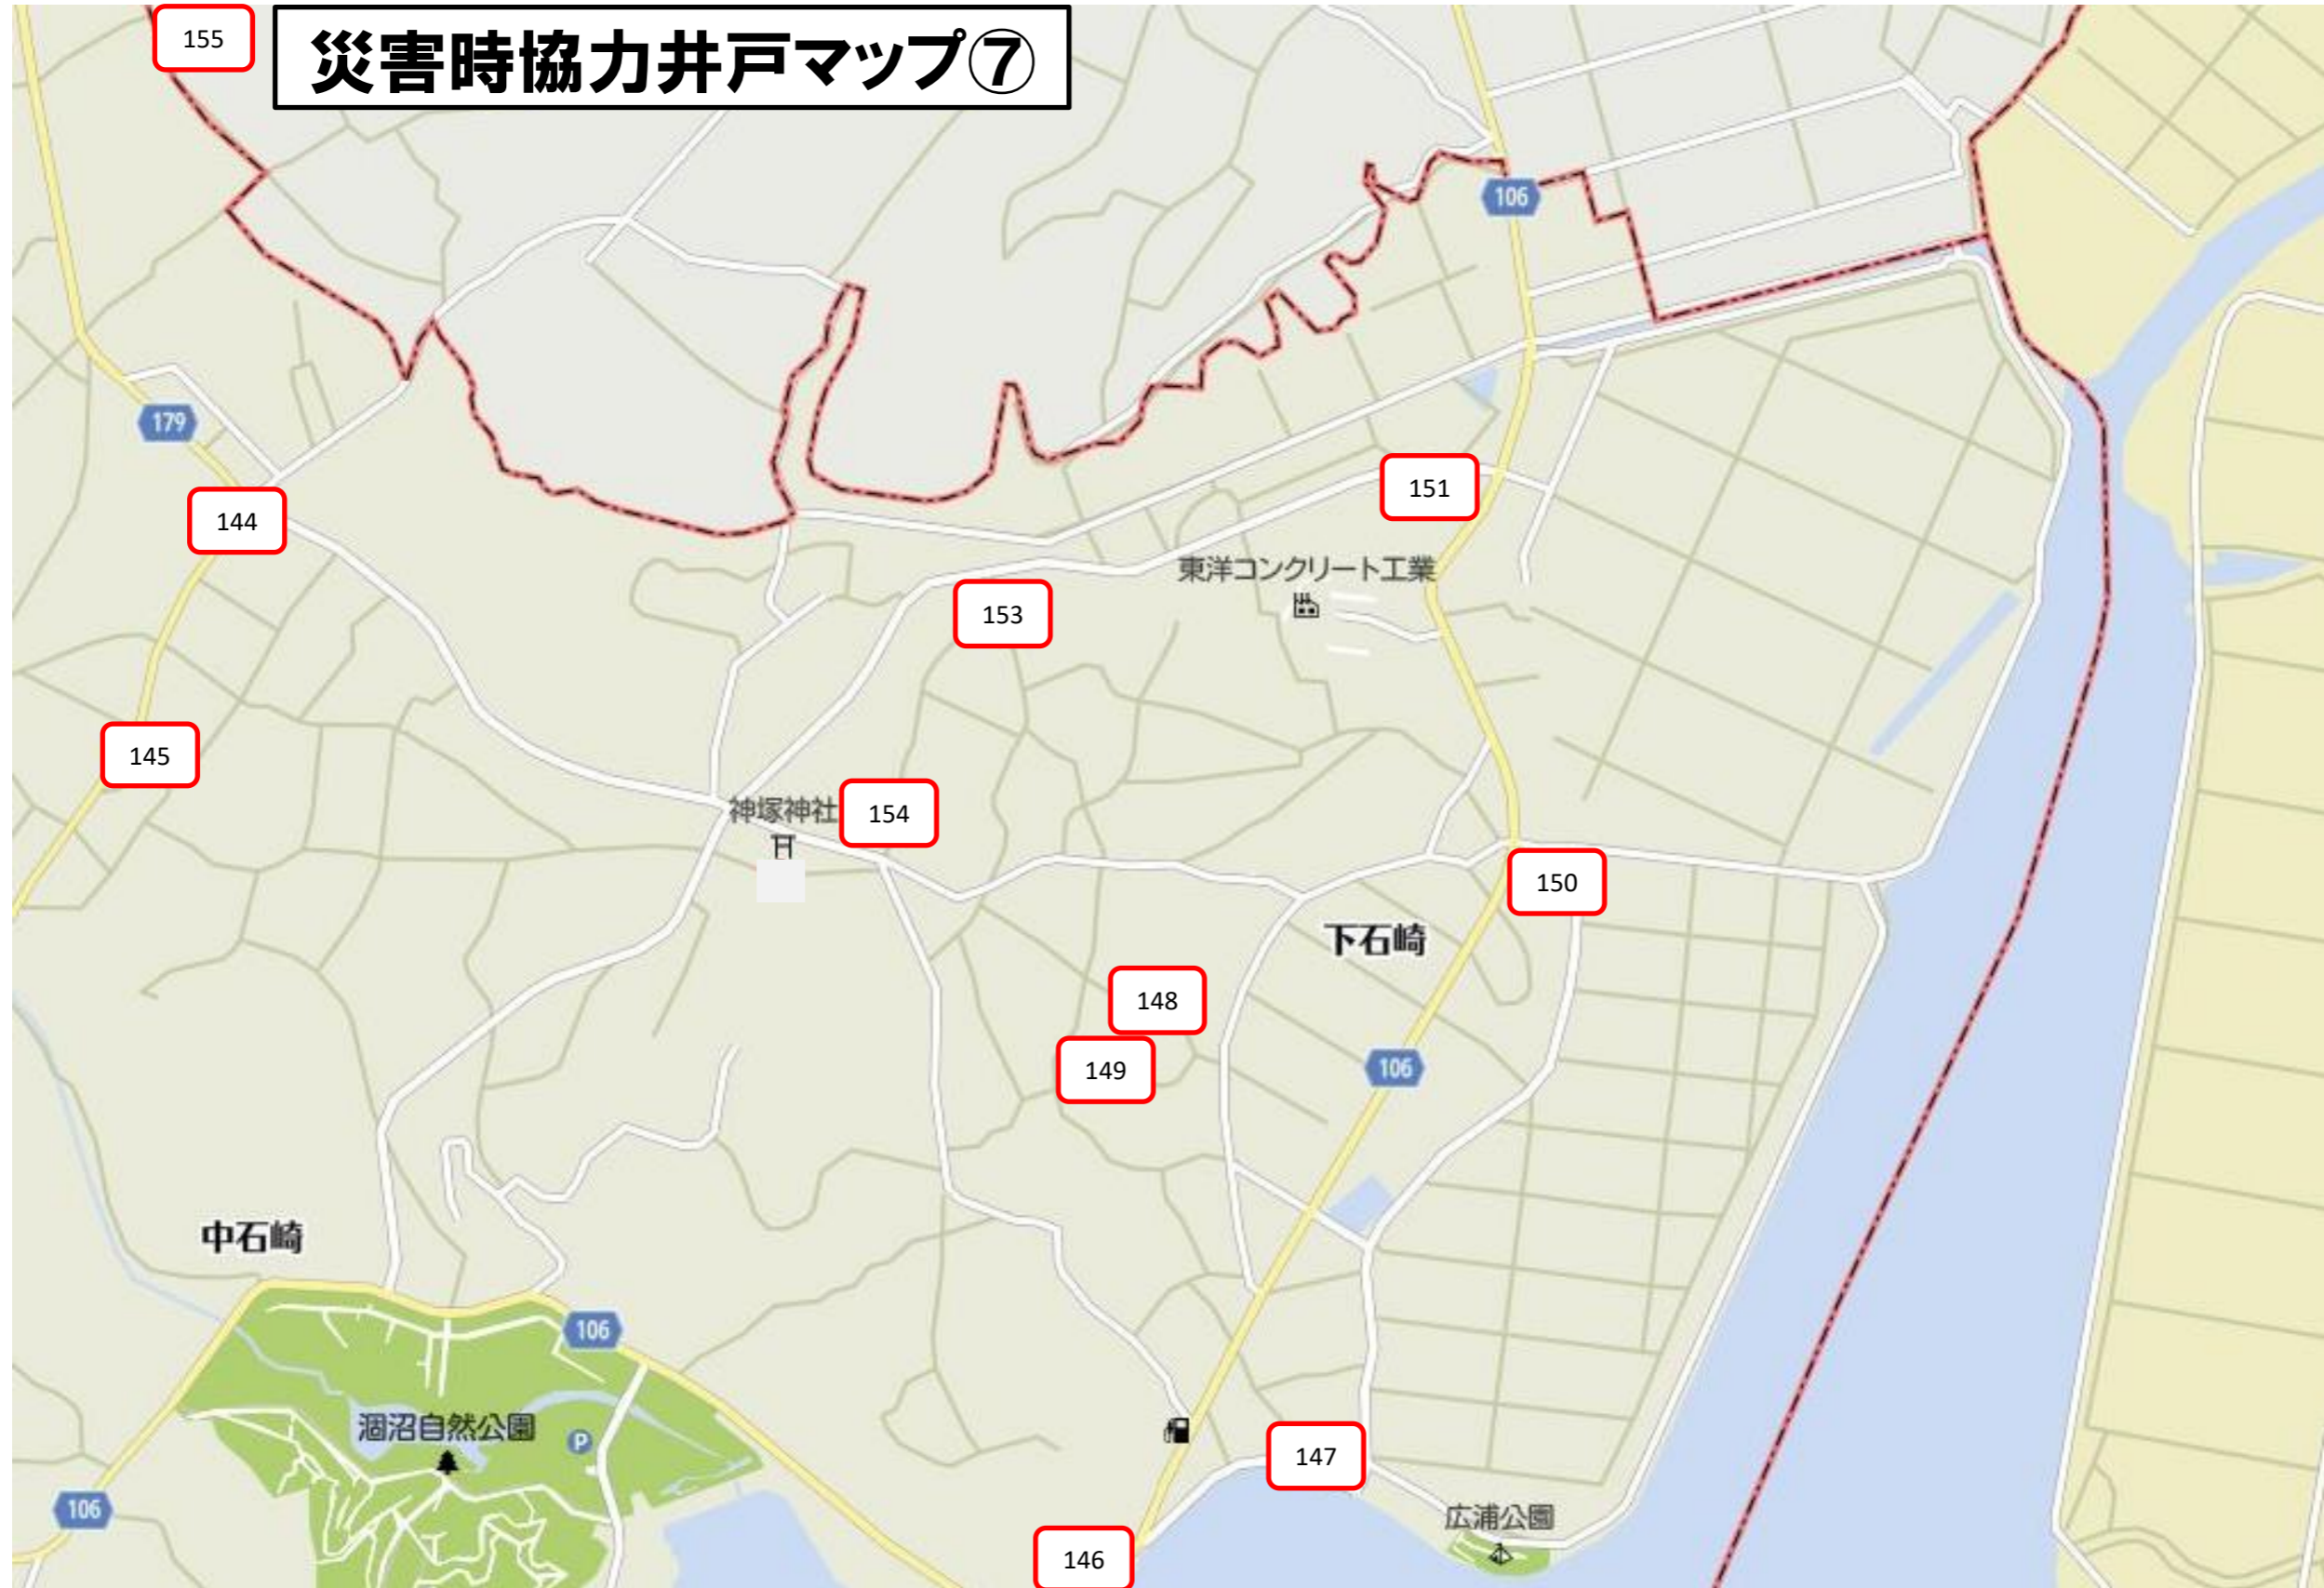 155
災害時協力井戸マップ⑦
106
179
144
151
東洋コンクリート工業
153
145
神塚神社
154
150
下石崎
148
149
106
中石崎
106
涸沼自然公園
P
147
106
広浦公園
146